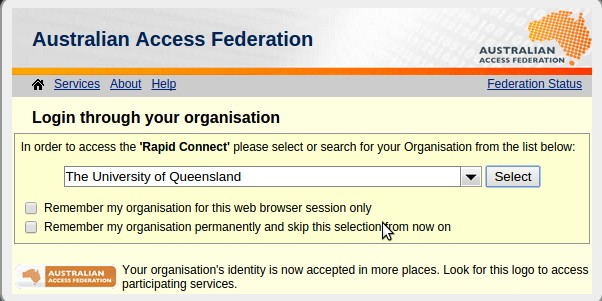 Australian Access Federation
AUSTRALIAN
ACCESS FEDERATION
Services About Help Federation Status
Login through your organisation
In order to access the 'Rapid Connect' please select or search for your Organisation from the list below:
The University of Queensland Select
Remember my organisation for this web browser session only
Remember my organisation permanently and skip this selection from now on
AUSTRALIAN
ACCESS FEDERATION
Your organisation's identity is now accepted in more places. Look for this logo to access
participating services.